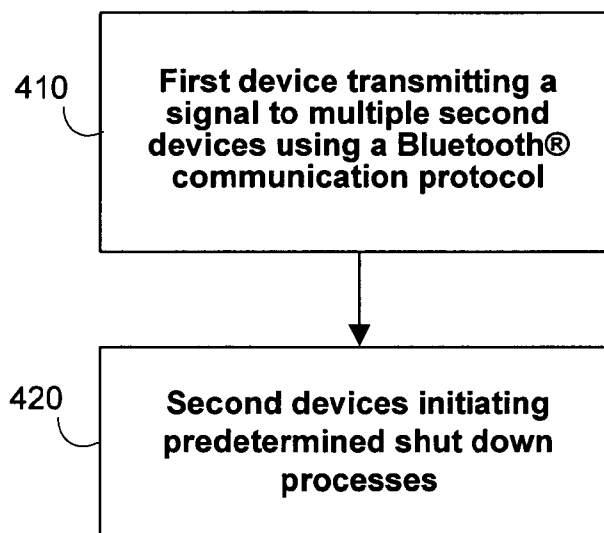 410
First device transmitting a
signal to multiple second
devices using a Bluetooth®
communication protocol
420
Second devices initiating
predetermined shut down
processes